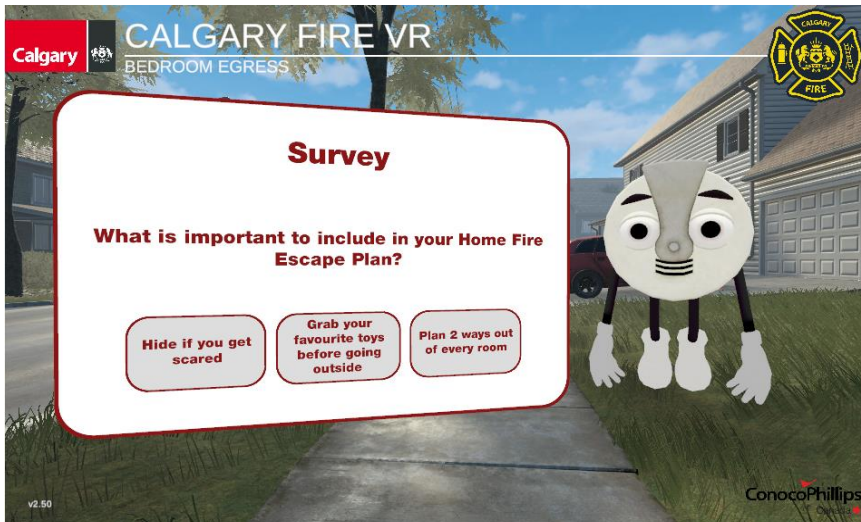 Calgary
CALGARY FIRE VR
BEDROOM EGRESS
CALGARY
FIRE
Survey
What is important to include in your Home Fire
Escape Plan?
Hide if you get
scared
Grab your
favourite toys
before going
outside
Plan 2 ways out
of every room
v2.50
ConocoPhillips
Canada